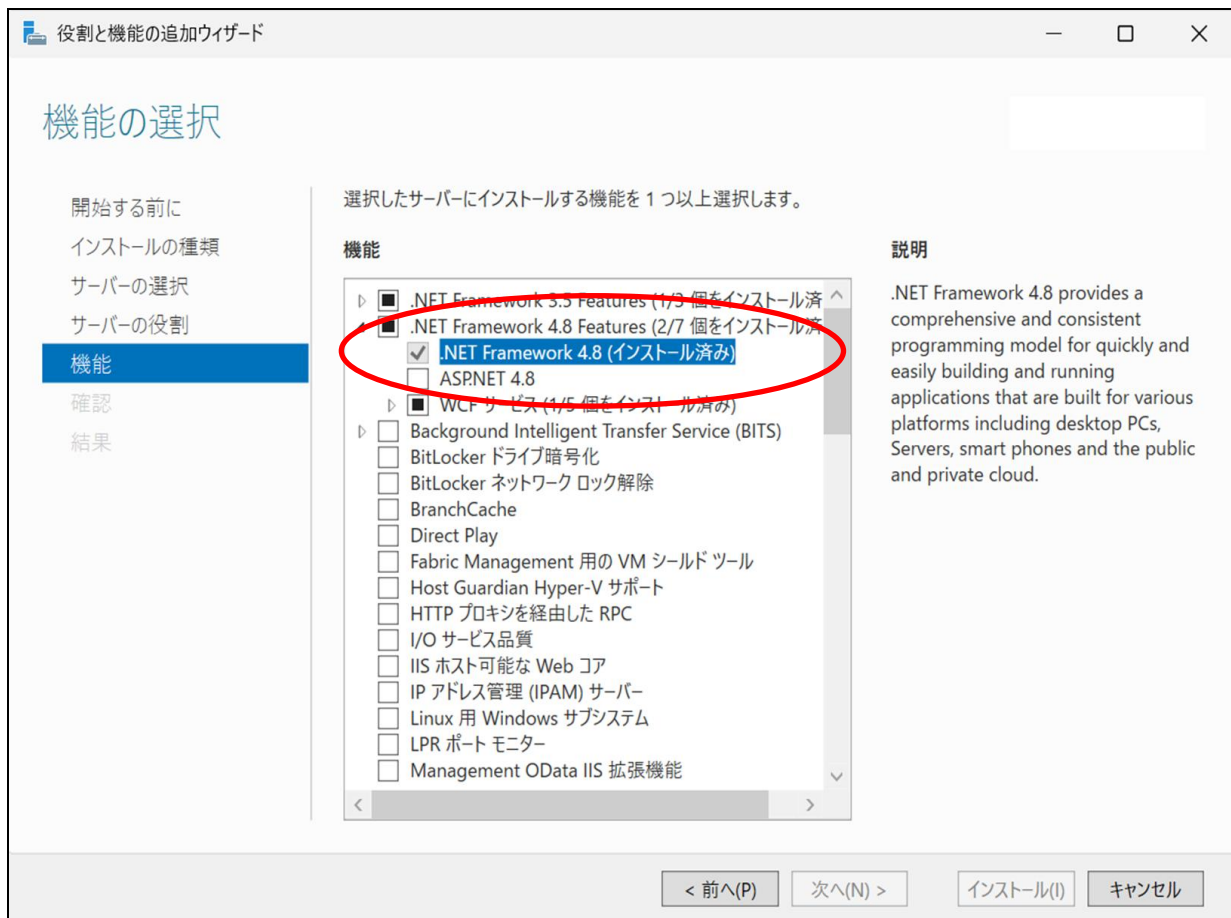 役割と機能の追加ウィザード
機能の選択
開始する前に
インストールの種類
サーバーの選択
サーバーの役割
機能
確認
結果
選択したサーバーにインストールする機能を 1 つ以上選択します。
機能
.NET Framework 3.5 Features (1/3 個をインストール済
.NET Framework 4.8 Features (2/7 個をインストール済
.NET Framework 4.8 (インストール済み)
ASP.NET 4.8
WCF サービス (1/5 個をインストール済み)
Background Intelligent Transfer Service (BITS)
BitLocker ドライブ暗号化
BitLocker ネットワーク ロック解除
BranchCache
Direct Play
Fabric Management 用の VM シールド ツール
Host Guardian Hyper-V サポート
HTTP プロキシを経由した RPC
I/O サービス品質
IIS ホスト可能な Web コア
IP アドレス管理 (IPAM) サーバー
Linux 用 Windows サブシステム
LPR ポート モニター
Management OData IIS 拡張機能
説明
.NET Framework 4.8 provides a
comprehensive and consistent
programming model for quickly and
easily building and running
applications that are built for various
platforms including desktop PCs,
Servers, smart phones and the public
and private cloud.
< 前へ(P)
次へ(N) >
インストール(I)
キャンセル